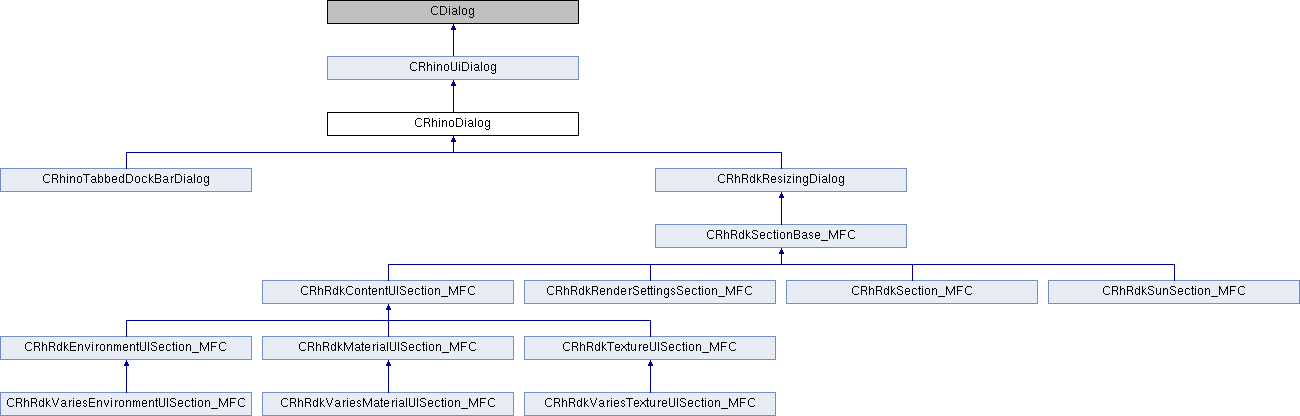 CDialog
CRhinoUiDialog
CRhinoDialog
CRhinoTabbedDockBarDialog
CRhRdkResizingDialog
CRhRdkSectionBase_MFC
CRhRdkContentUISection_MFC
CRhRdkRenderSettingsSection_MFC
CRhRdkSection_MFC
CRhRdkSunSection_MFC
CRhRdkEnvironmentUISection_MFC
CRhRdkMaterialUISection_MFC
CRhRdkTextureUISection_MFC
CRhRdkVariesEnvironmentUISection_MFC
CRhRdkVariesMaterialUISection_MFC
CRhRdkVariesTextureUISection_MFC